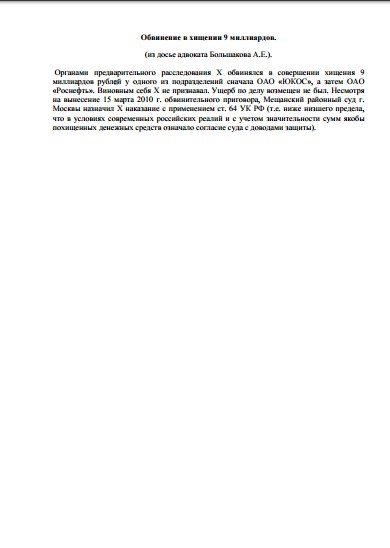 Обвинение в хищении 9 миллиардов.
(из досье адвоката Большакова А.Е.).
Органами предварительного расследования Х обвинялся в совершении хищения 9
миллиардов рублей у одного из подразделений сначала ОАО «ЮКОС», а затем ОАО
«Роснефть». Виновным себя Х не признавал. Ущерб по делу возмещен не был. Несмотря
на вынесение 15 марта 2010 г. обвинительного приговора, Мещанский районный суд г.
Москвы назначил Х наказание с применением ст. 64 УК РФ (т.е. ниже низшего предела,
что в условиях современных российских реалий и с учетом значительности сумм якобы
похищенных денежных средств означало согласие суда с доводами защиты).